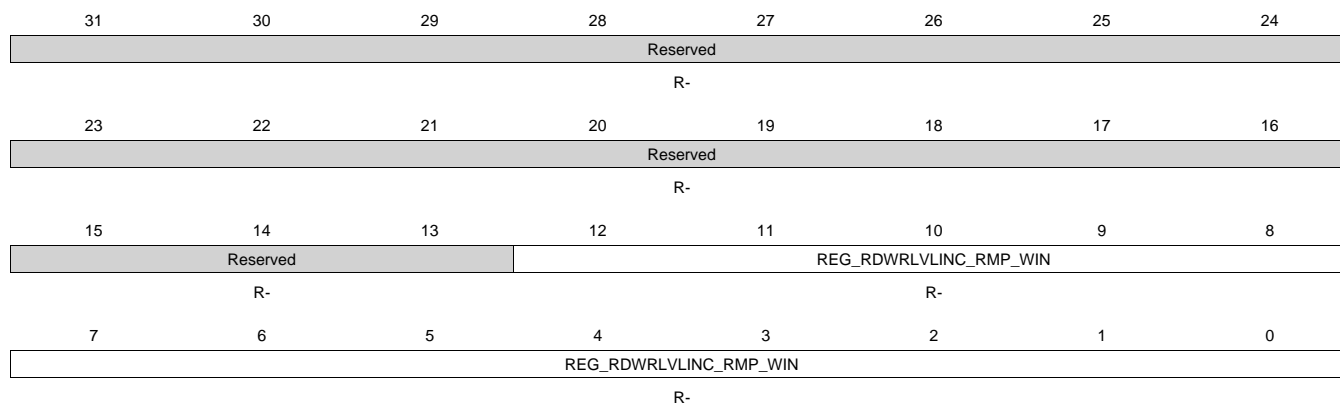 31 30 29 28 27 26 25 24
Reserved
R-
23 22 21 20 19 18 17 16
Reserved
R-
15 14 13 12 11 10 9 8
Reserved REG_RDWRLVLINC_RMP_WIN
R- R-
7 6 5 4 3 2 1 0
REG_RDWRLVLINC_RMP_WIN
R-